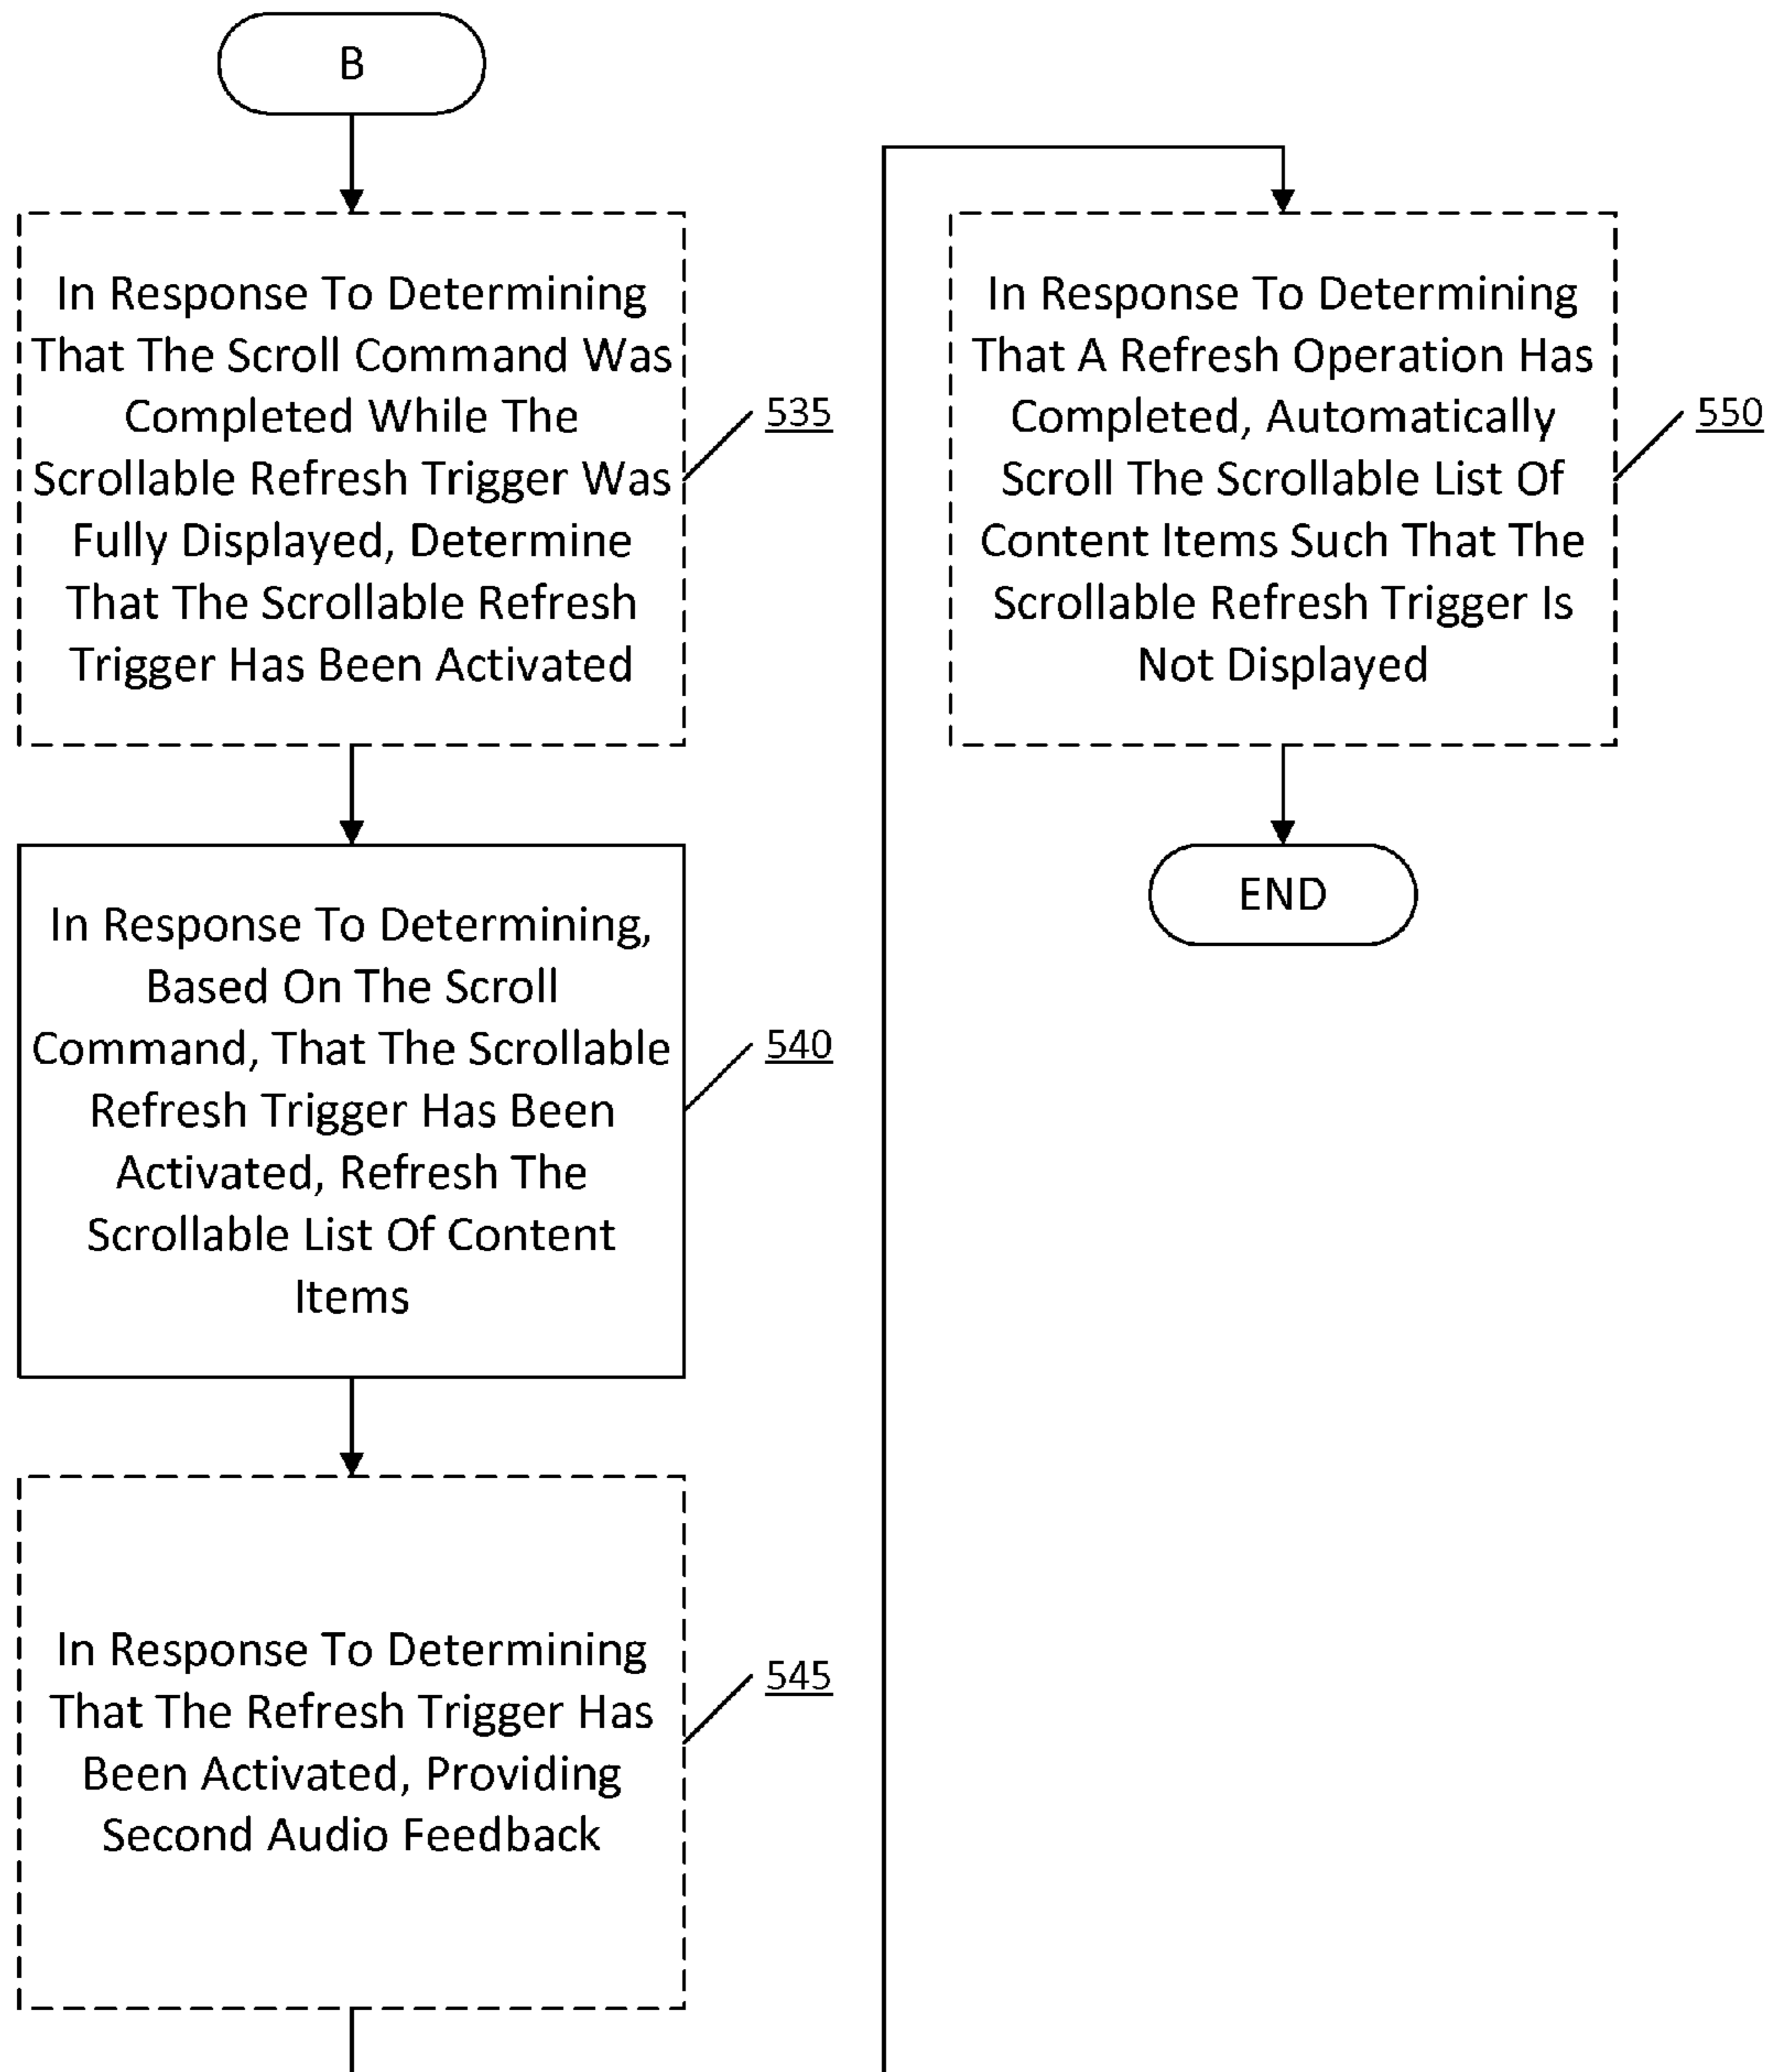 B
In Response To Determining
That The Scroll Command Was
Completed While The
Scrollable Refresh Trigger Was
Fully Displayed, Determine
That The Scrollable Refresh
Trigger Has Been Activated
535
In Response To Determining,
Based On The Scroll
Command, That The Scrollable
Refresh Trigger Has Been
Activated, Refresh The
Scrollable List Of Content
Items
540
In Response To Determining
That The Refresh Trigger Has
Been Activated, Providing
Second Audio Feedback
545
In Response To Determining
That A Refresh Operation Has
Completed, Automatically
Scroll The Scrollable List Of
Content Items Such That The
Scrollable Refresh Trigger Is
Not Displayed
550
END